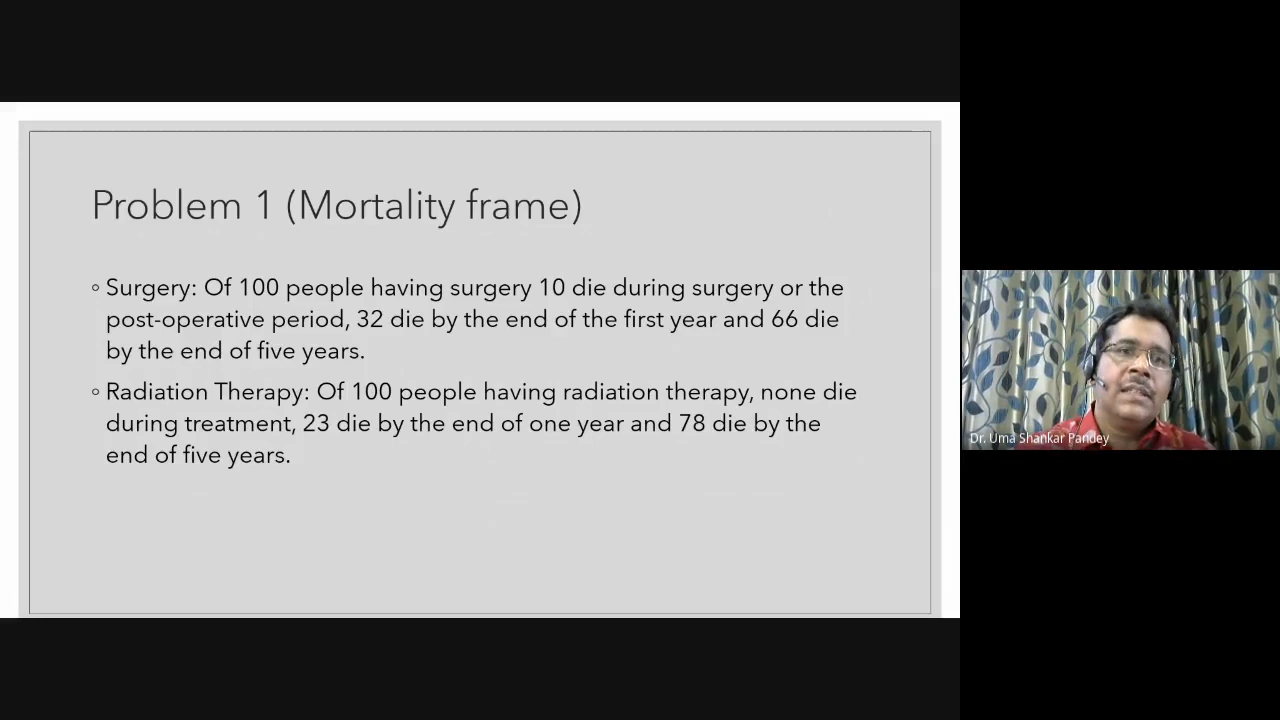 Problem 1 (Mortality frame)
◦ Surgery: Of 100 people having surgery 10 die during surgery or the
post-operative period, 32 die by the end of the first year and 66 die
by the end of five years.
◦ Radiation Therapy: Of 100 people having radiation therapy, none die
during treatment, 23 die by the end of one year and 78 die by the
end of five years.
Dr. Uma Shankar Pandey